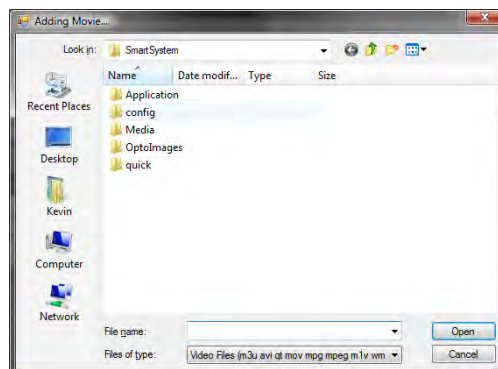 Adding Movie...
Look in: SmartSystem
Name Date modif... Type Size
Recent Places
Desktop
Kevin
Computer
Network
Application
config
Media
OptoImages
quick
File name:
Open
Files of type: Video Files (m3u avi qt mov mpg mpeg m1v wm
Cancel